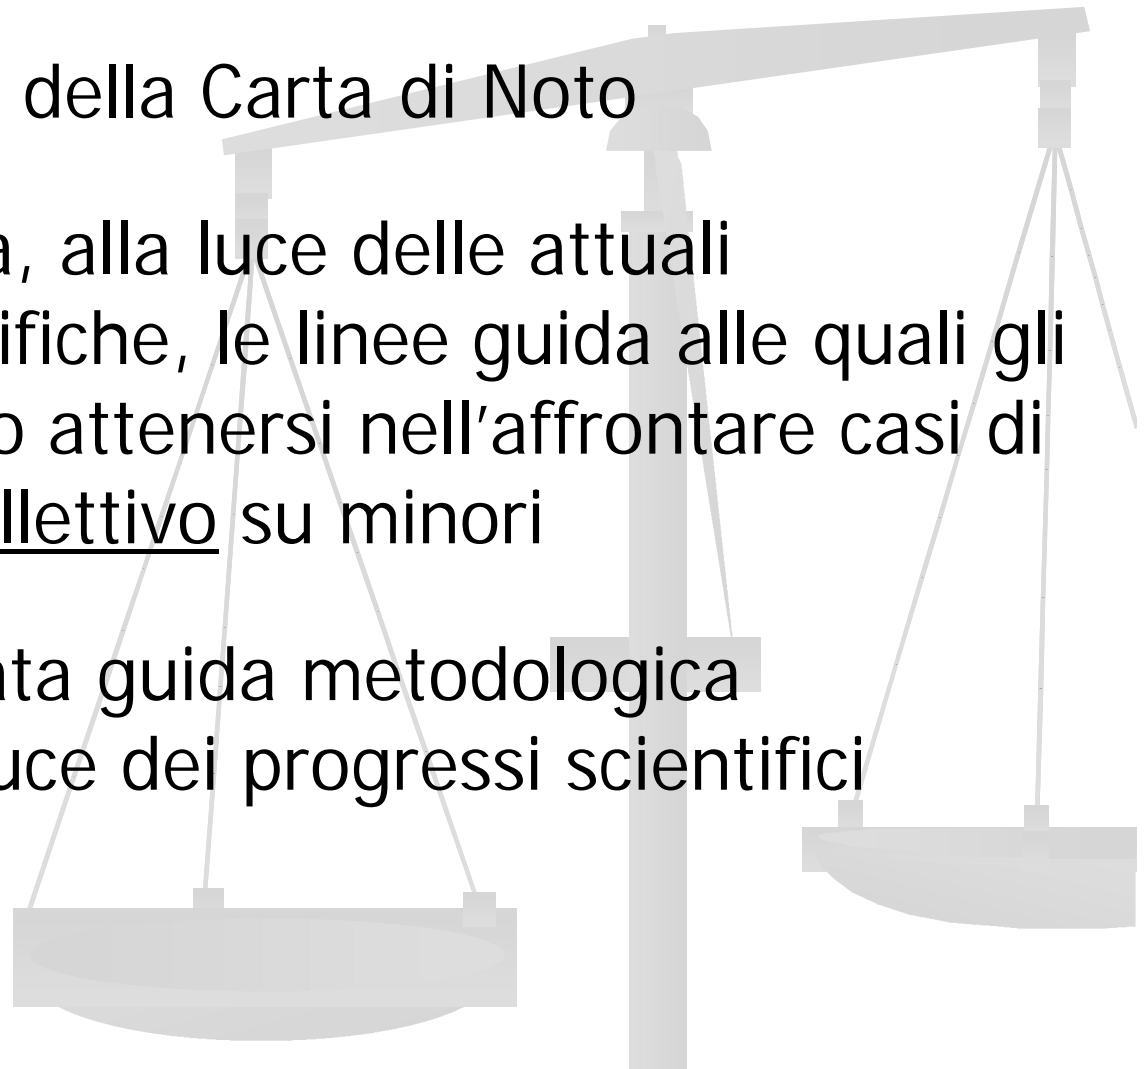 della Carta di Noto
a, alla luce delle attuali
ifiche, le linee guida alle quali gli
o attenersi nell'affrontare casi di
llettivo su minori
ata guida metodologica
uce dei progressi scientifici